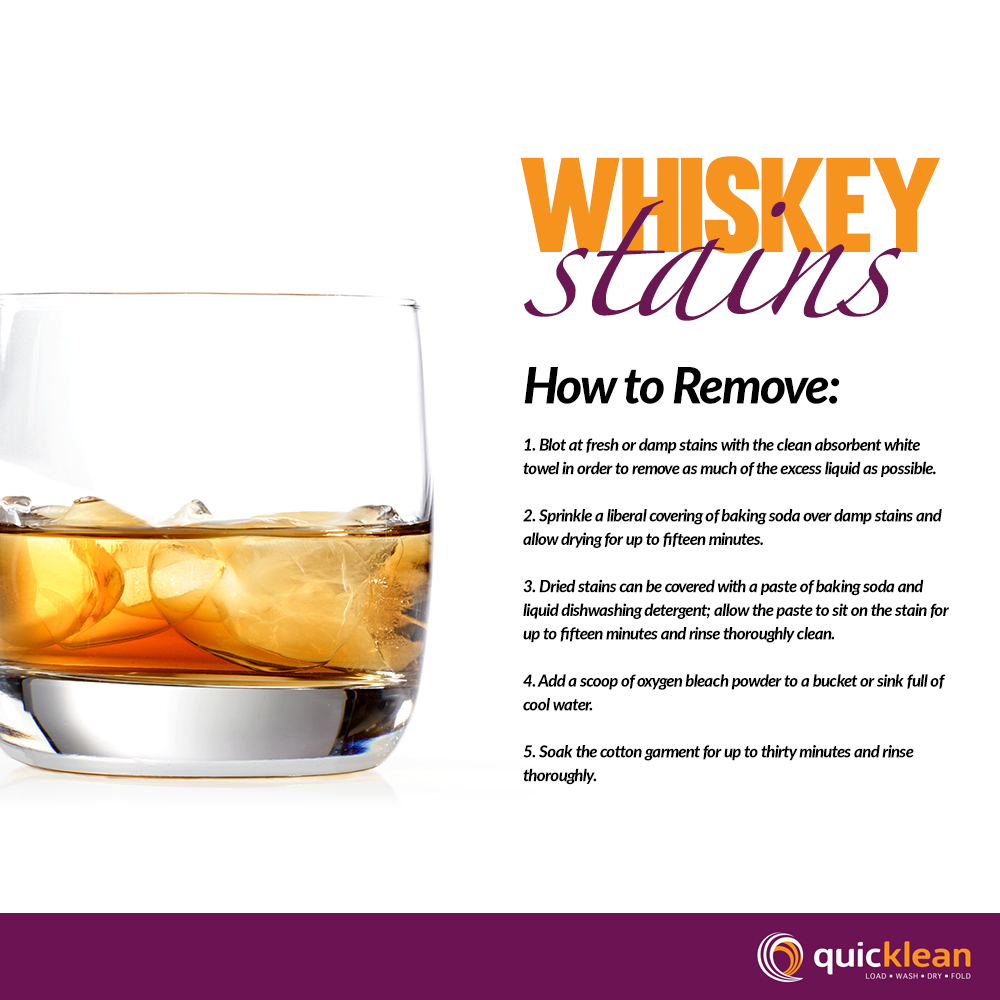 WHISKEY
stains
How to Remove:
1. Blot at fresh or damp stains with the clean absorbent white
towel in order to remove as much of the excess liquid as possible.
2. Sprinkle a liberal covering of baking soda over damp stains and
allow drying for up to fifteen minutes.
3. Dried stains can be covered with a paste of baking soda and
liquid dishwashing detergent; allow the paste to sit on the stain for
up to fifteen minutes and rinse thoroughly clean.
4. Add a scoop of oxygen bleach powder to a bucket or sink full of
cool water.
5. Soak the cotton garment for up to thirty minutes and rinse
thoroughly.
quicklean
LOAD • WASH • DRY • FOLD